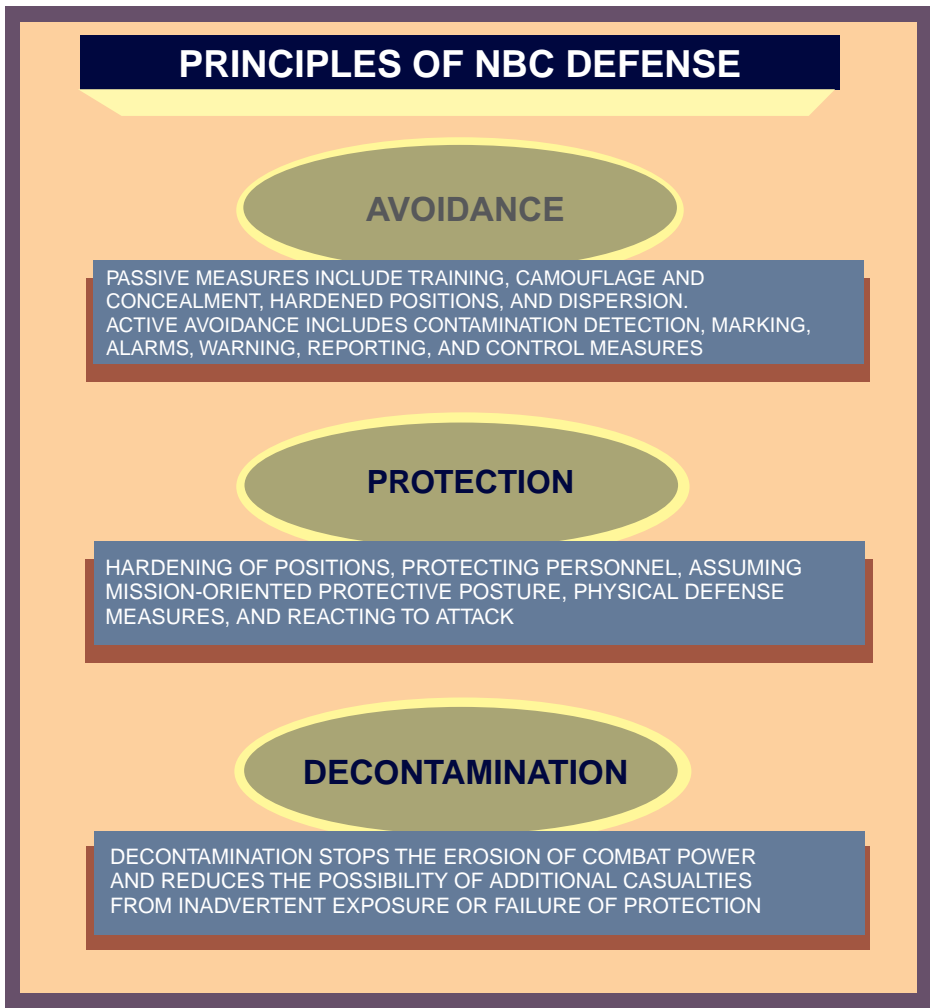 PRINCIPLES OF NBC DEFENSE
AVOIDANCE
PASSIVE MEASURES INCLUDE TRAINING, CAMOUFLAGE AND
CONCEALMENT, HARDENED POSITIONS, AND DISPERSION.
ACTIVE AVOIDANCE INCLUDES CONTAMINATION DETECTION, MARKING,
ALARMS, WARNING, REPORTING, AND CONTROL MEASURES
PROTECTION
HARDENING OF POSITIONS, PROTECTING PERSONNEL, ASSUMING
MISSION-ORIENTED PROTECTIVE POSTURE, PHYSICAL DEFENSE
MEASURES, AND REACTING TO ATTACK
DECONTAMINATION
DECONTAMINATION STOPS THE EROSION OF COMBAT POWER
AND REDUCES THE POSSIBILITY OF ADDITIONAL CASUALTIES
FROM INADVERTENT EXPOSURE OR FAILURE OF PROTECTION